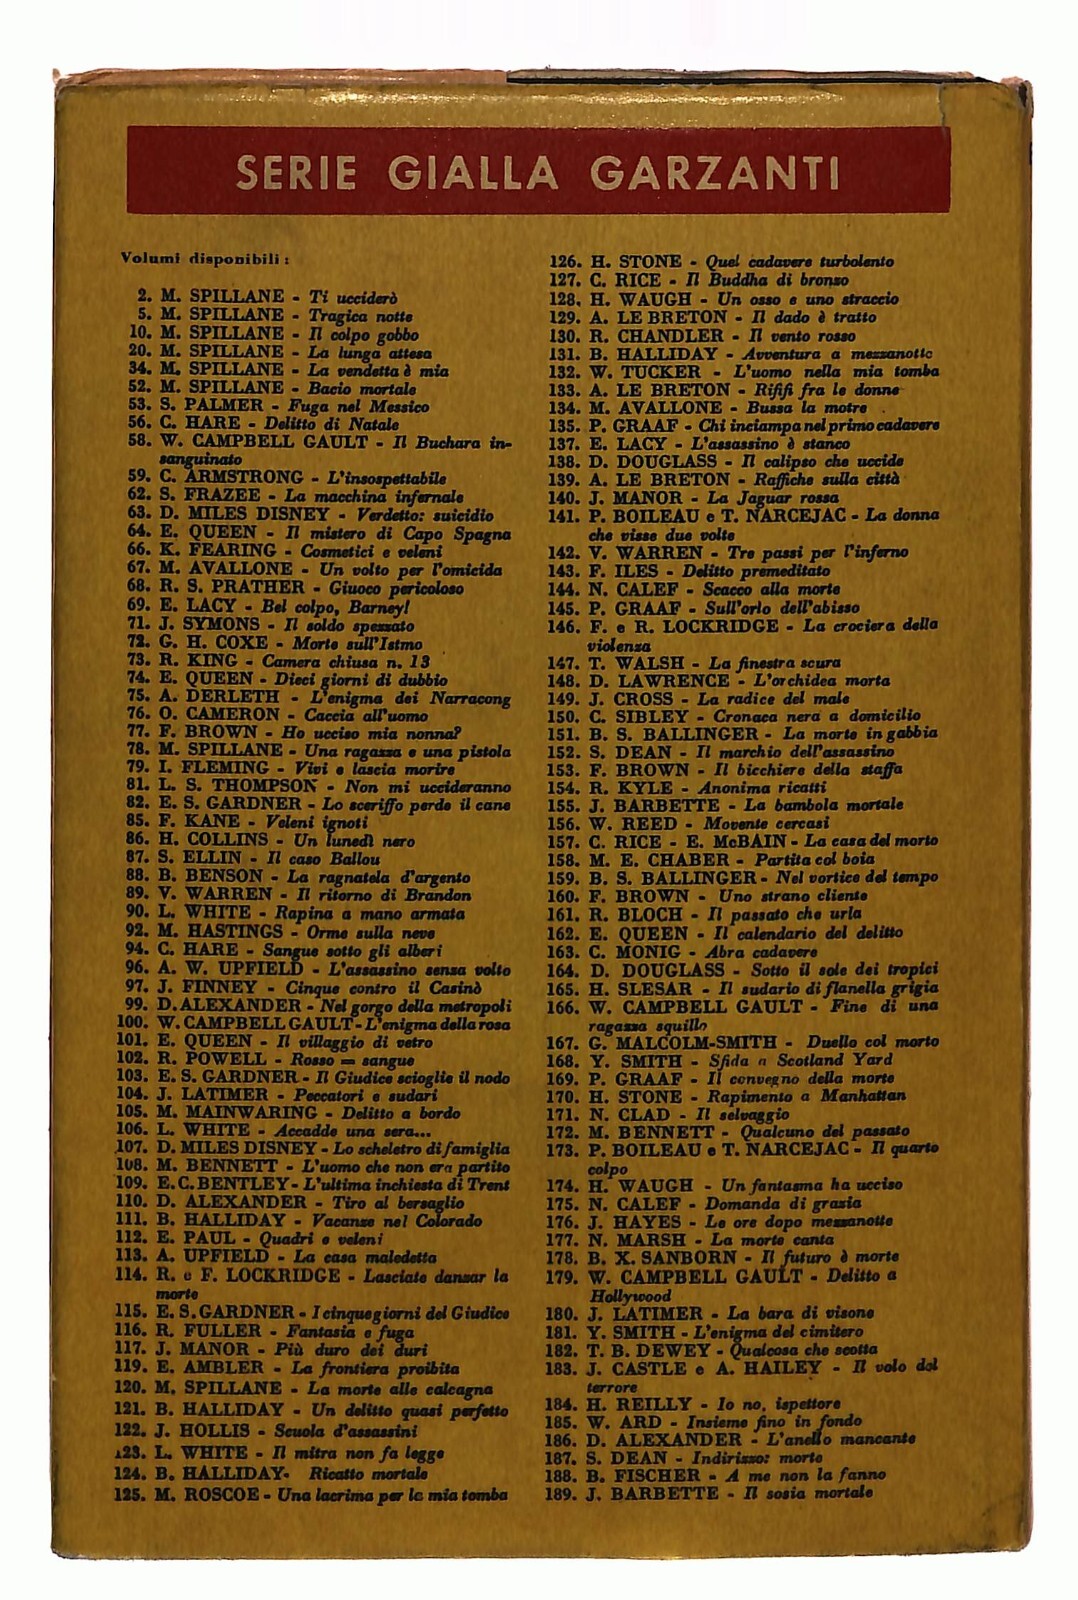 SERIE GIALLA GARZANTI
Volumi disponibili:
2. M. SPILLANE - Ti ucciderò
5. M. SPILLANE - Tragica notte
10. M. SPILLANE - Il colpo gobbo
20. M. SPILLANE - La lunga attesa
34. M. SPILLANE - La vendetta è mia
52. M. SPILLANE - Bacio mortale
53. S. PALMER - Fuga nel Messico
56. C. HARE - Delitto di Natale
58. W. CAMPBELL GAULT - Il Buchara in-
sanguinato
59. C. ARMSTRONG - L'insospettabile
62. S. FRAZEE - La macchina infernale
63. D. MILES DISNEY - Verdetto: suicidio
64. E. QUEEN - Il mistero di Capo Spagna
66. K. FEARING - Cosmetici e veleni
67. M. AVALLONE - Un volto per l'omicida
68. R. S. PRATHER - Giuoco pericoloso
69. E. LACY - Bel colpo, Barney!
71. J. SYMONS - Il soldo spezzato
72. G. H. COXE - Morte sull'Istmo
73. R. KING - Camera chiusa n. 13
74. E. QUEEN - Dieci giorni di dubbio
75. A. DERLETH - L'enigma dei Narracong
76. O. CAMERON - Caccia all'uomo
77. F. BROWN - Ho ucciso mia nonna?
78. M. SPILLANE - Una ragazza e una pistola
79. I. FLEMING - Vivi e lascia morire
81. L. S. THOMPSON - Non mi uccideranno
82. E. S. GARDNER - Lo sceriffo perde il cane
85. F. KANE - Veleni ignoti
86. H. COLLINS - Un lunedì nero
87. S. ELLIN - Il caso Ballou
88. B. BENSON - La ragnatela d'argento
89. V. WARREN - Il ritorno di Brandon
90. L. WHITE - Rapina a mano armata
92. M. HASTINGS - Orme sulla neve
94. C. HARE - Sangue sotto gli alberi
96. A. W. UPFIELD - L'assassino senza volto
97. J. FINNEY - Cinque contro il Casinò
99. D. ALEXANDER - Nel gorgo della metropoli
100. W. CAMPBELL GAULT - L'enigma della rosa
101. E. QUEEN - Il villaggio di vetro
102. R. POWELL - Rosso = sangue
103. E. S. GARDNER - Il Giudice scioglie il nodo
104. J. LATIMER - Peccatori e sudari
105. M. MAINWARING - Delitto a bordo
106. L. WHITE - Accadde una sera...
107. D. MILES DISNEY - Lo scheletro di famiglia
108. M. BENNETT - L'uomo che non era partito
109. E. C. BENTLEY - L'ultima inchiesta di Trent
110. D. ALEXANDER - Tiro al bersaglio
111. B. HALLIDAY - Vacanze nel Colorado
112. E. PAUL - Quadri e veleni
113. A. UPFIELD - La casa maledetta
114. R. e F. LOCKRIDGE - Lasciate danzar la
morte
115. E. S. GARDNER - I cinque giorni del Giudice
116. R. FULLER - Fantasia e fuga
117. J. MANOR - Più duro dei duri
119. E. AMBLER - La frontiera proibita
120. M. SPILLANE - La morte alle calcagna
121. B. HALLIDAY - Un delitto quasi perfetto
122. J. HOLLIS - Scuola d'assassini
123. L. WHITE - Il mitra non fa legge
124. B. HALLIDAY - Ricatto mortale
125. M. ROSCOE - Una lacrima per la mia tomba
126. H. STONE - Quel cadavere turbolento
127. C. RICE - Il Buddha di bronzo
128. H. WAUGH - Un osso e uno straccio
129. A. LE BRETON - Il dado è tratto
130. R. CHANDLER - Il vento rosso
131. B. HALLIDAY - Avventura a mezzanotte
132. W. TUCKER - L'uomo nella mia tomba
133. A. LE BRETON - Rififi fra le donne
134. M. AVALLONE - Bussa la morte
135. P. GRAAF - Chi inciampa nel primo cadavere
137. E. LACY - L'assassino è stanco
138. D. DOUGLASS - Il calipso che uccide
139. A. LE BRETON - Raffiche sulla città
140. J. MANOR - La Jaguar rossa
141. P. BOILEAU e T. NARCEJAC - La donna
che visse due volte
142. V. WARREN - Tre passi per l'inferno
143. F. ILES - Delitto premeditato
144. N. CALEF - Scacco alla morte
145. P. GRAAF - Sull'orlo dell'abisso
146. F. e R. LOCKRIDGE - La crociera della
violenza
147. T. WALSH - La finestra scura
148. D. LAWRENCE - L'orchidea morta
149. J. CROSS - La radice del male
150. C. SIBLEY - Cronaca nera a domicilio
151. B. S. BALLINGER - La morte in gabbia
152. S. DEAN - Il marchio dell'assassino
153. F. BROWN - Il bicchiere della staffa
154. R. KYLE - Anonima ricatti
155. J. BARBETTE - La bambola mortale
156. W. REED - Movente cercasi
157. C. RICE - E. McBAIN - La casa del morto
158. M. E. CHABER - Partita col boia
159. B. S. BALLINGER - Nel vortice del tempo
160. F. BROWN - Uno strano cliente
161. R. BLOCH - Il passato che urla
162. E. QUEEN - Il calendario del delitto
163. C. MONIG - Abra cadavere
164. D. DOUGLASS - Sotto il sole dei tropici
165. H. SLESAR - Il sudario di flanella grigia
166. W. CAMPBELL GAULT - Fine di una
ragazza squillo
167. G. MALCOLM-SMITH - Duello col morto
168. Y. SMITH - Sfida a Scotland Yard
169. P. GRAAF - Il convegno della morte
170. H. STONE - Rapimento a Manhattan
171. N. CLAD - Il selvaggio
172. M. BENNETT - Qualcuno del passato
173. P. BOILEAU e T. NARCEJAC - Il quarto
colpo
174. H. WAUGH - Un fantasma ha ucciso
175. N. CALEF - Domanda di grazia
176. J. HAYES - Le ore dopo mezzanotte
177. N. MARSH - La morte canta
178. B. X. SANBORN - Il futuro è morte
179. W. CAMPBELL GAULT - Delitto a
Hollywood
180. J. LATIMER - La bara di visone
181. Y. SMITH - L'enigma del cimitero
182. T. B. DEWEY - Qualcosa che scotta
183. J. CASTLE e A. HAILEY - Il volo del
terrore
184. H. REILLY - Io no, ispettore
185. W. ARD - Insieme fino in fondo
186. D. ALEXANDER - L'anello mancante
187. S. DEAN - Indirizzo: morte
188. B. FISCHER - A me non la fanno
189. J. BARBETTE - Il sosia mortale